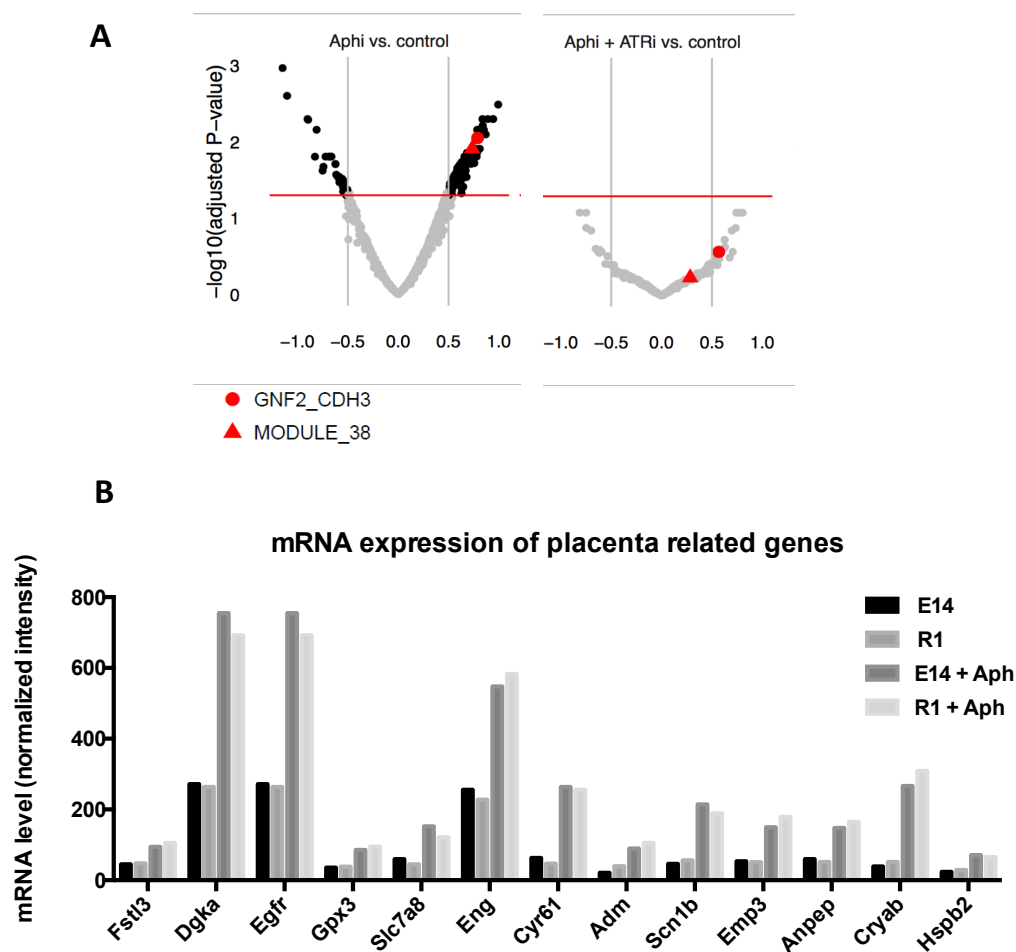 A
Aphi vs. control
Aphi + ATRi vs. control
−log10(adjusted P−value)
3
2
1
0
−1.0 −0.5 0.0 0.5 1.0
−1.0 −0.5 0.0 0.5 1.0
GNF2_CDH3
MODULE_38
B
mRNA expression of placenta related genes
mRNA level (normalized intensity)
800
600
400
200
0
E14
R1
E14 + Aph
R1 + Aph
Fstl3 Dgka Egfr Gpx3 Slc7a8 Eng Cyr61 Adm Scn1b Emp3 Anpep Cryab Hspb2